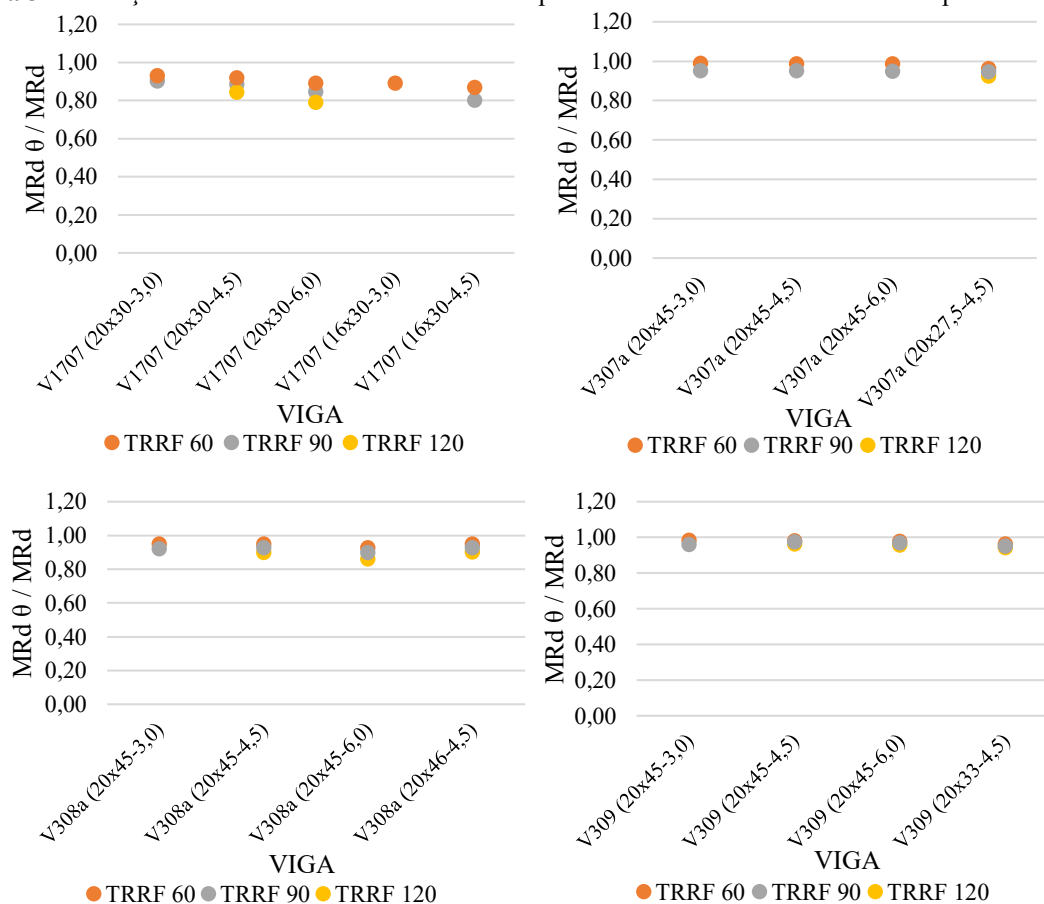 1,20
1,00
0,80
0,60
0,40
0,20
0,00
MRd θ / MRd
V1707 (20x30-3,0)
V1707 (20x30-4,5)
V1707 (20x30-6,0)
V1707 (16x30-3,0)
V1707 (16x30-4,5)
VIGA
TRRF 60 TRRF 90 TRRF 120
1,20
1,00
0,80
0,60
0,40
0,20
0,00
MRd θ / MRd
V307a (20x45-3,0)
V307a (20x45-4,5)
V307a (20x45-6,0)
V307a (20x27,5-4,5)
VIGA
TRRF 60 TRRF 90 TRRF 120
1,20
1,00
0,80
0,60
0,40
0,20
0,00
MRd θ / MRd
V308a (20x45-3,0)
V308a (20x45-4,5)
V308a (20x45-6,0)
V308a (20x46-4,5)
VIGA
TRRF 60 TRRF 90 TRRF 120
1,20
1,00
0,80
0,60
0,40
0,20
0,00
MRd θ / MRd
V309 (20x45-3,0)
V309 (20x45-4,5)
V309 (20x45-6,0)
V309 (20x33-4,5)
VIGA
TRRF 60 TRRF 90 TRRF 120